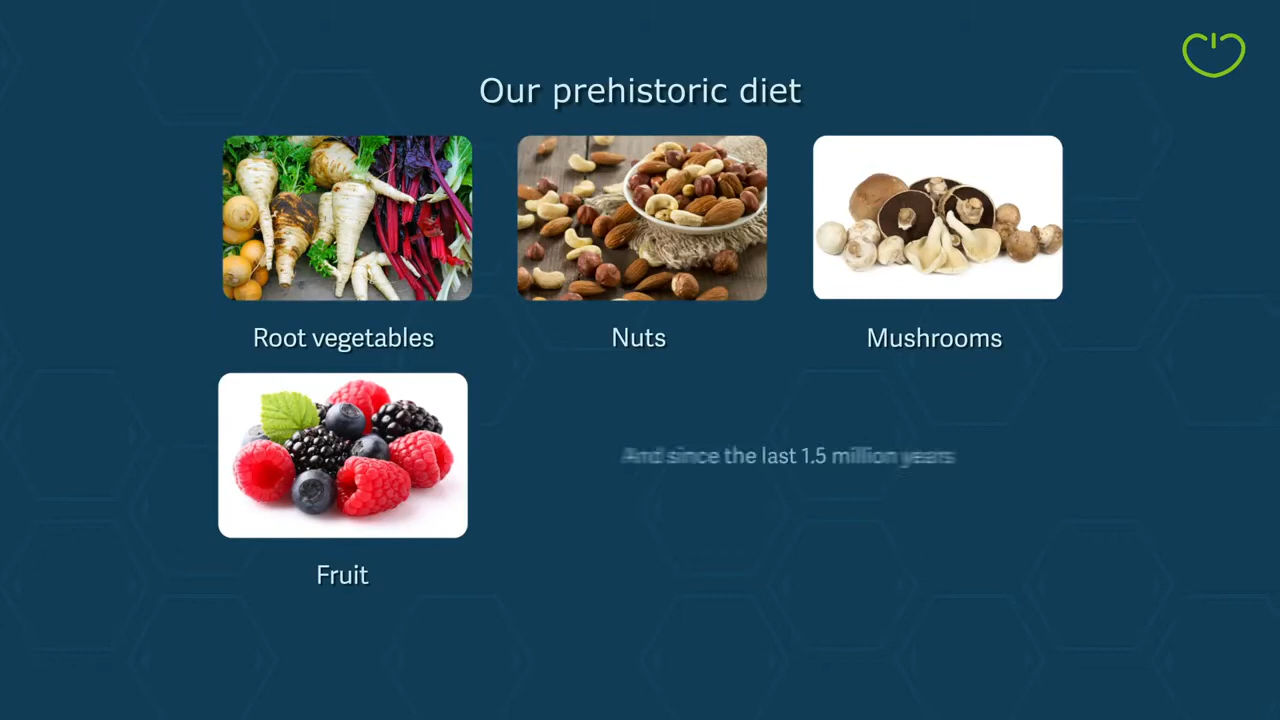 Our prehistoric diet
Root vegetables
Nuts
Mushrooms
Fruit
And since the last 1.5 million years